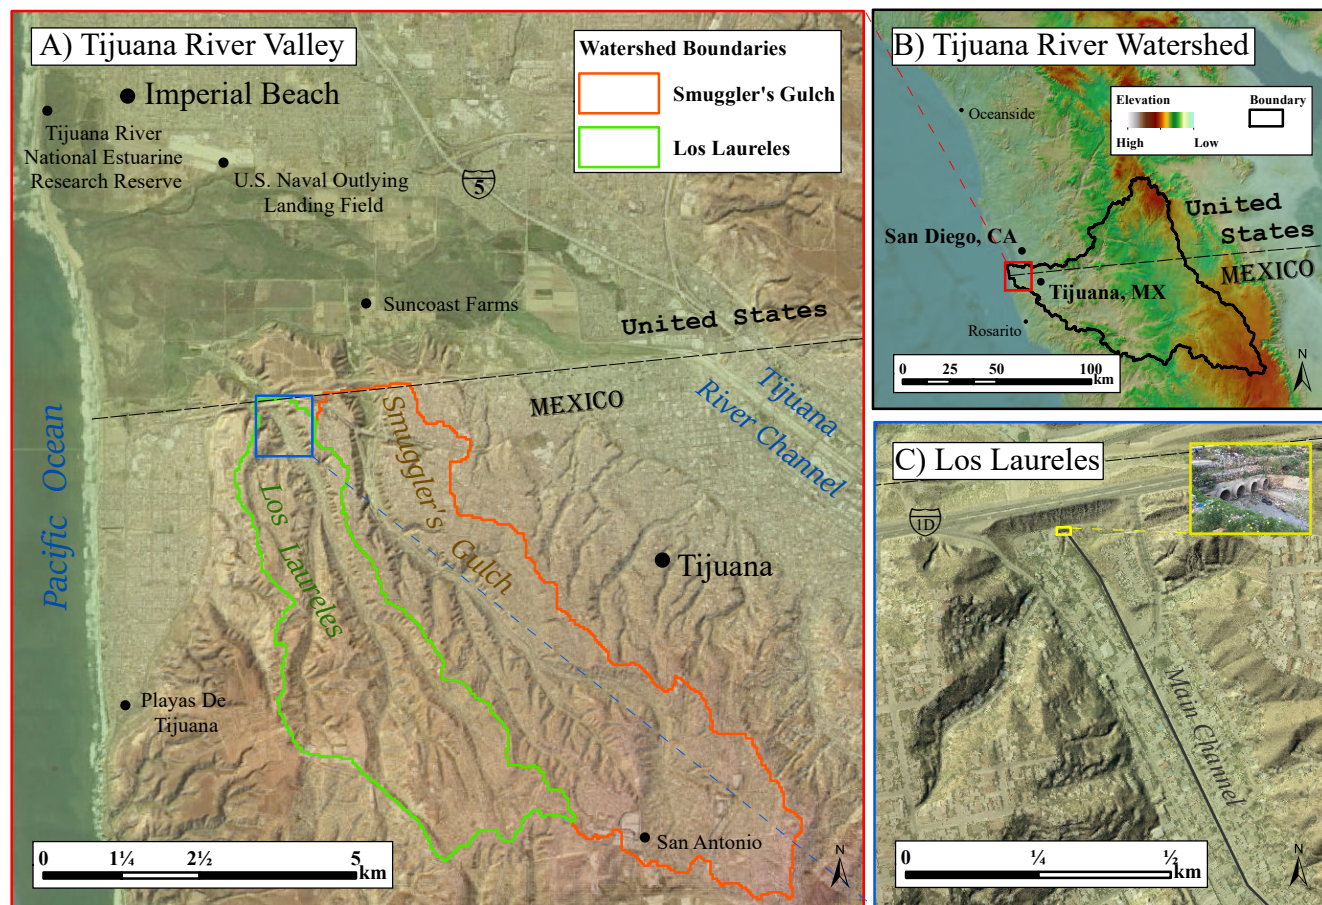 A) Tijuana River Valley
Imperial Beach
Tijuana River
National Estuarine
Research Reserve
U.S. Naval Outlying
Landing Field
5
Watershed Boundaries
Smuggler's Gulch
Los Laureles
Suncoast Farms
United States
MEXICO
Tijuana
River Channel
Pacific Ocean
Smuggler's
Gulch
Los
Laureles
Tijuana
Playas De
Tijuana
San Antonio
0 1¼ 2½ 5
km
N
B) Tijuana River Watershed
Elevation
High Low
Boundary
Oceanside
San Diego, CA
United
States
MEXICO
Tijuana, MX
Rosarito
0 25 50 100
km
N
C) Los Laureles
1D
Main Channel
0 ¼ ½
km
N